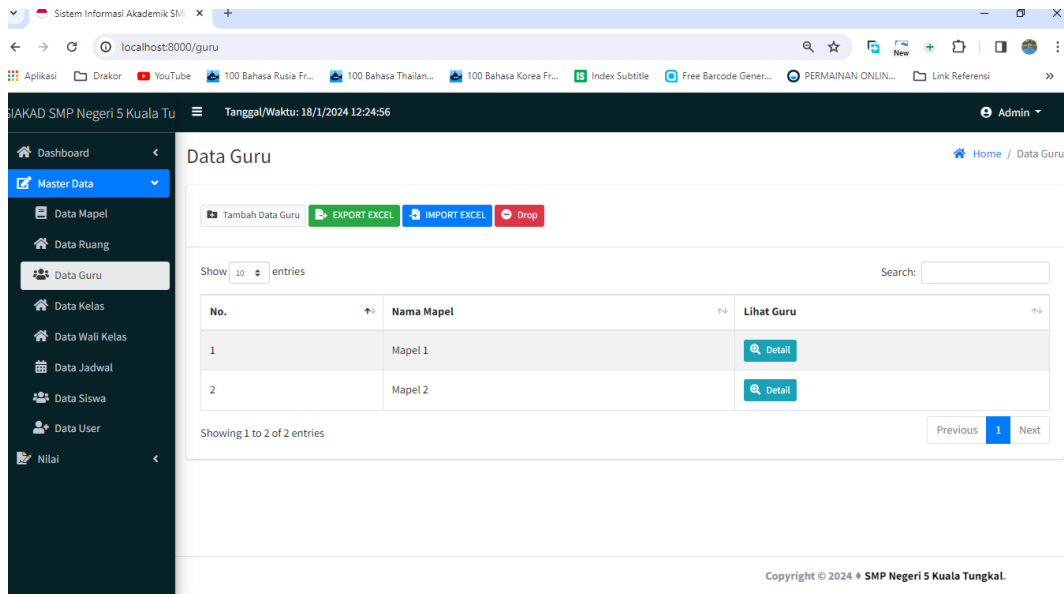 Sistem Informasi Akademik SM
localhost:8000/guru
New
Aplikasi Drakor YouTube 100 Bahasa Rusia Fr... 100 Bahasa Thailan... 100 Bahasa Korea Fr... IS Index Subtitle Free Barcode Gener... PERMAINAN ONLIN... Link Referensi
SIAKAD SMP Negeri 5 Kuala Tu Tanggal/Waktu: 18/1/2024 12:24:56 Admin
Dashboard
Master Data
Data Mapel
Data Ruang
Data Guru
Data Kelas
Data Wali Kelas
Data Jadwal
Data Siswa
Data User
Nilai
Data Guru
Home / Data Guru
Tambah Data Guru EXPORT EXCEL IMPORT EXCEL Drop
Show 10 entries Search:
No. Nama Mapel Lihat Guru
1 Mapel 1 Detail
2 Mapel 2 Detail
Showing 1 to 2 of 2 entries Previous 1 Next
Copyright © 2024 ♦ SMP Negeri 5 Kuala Tungkal.